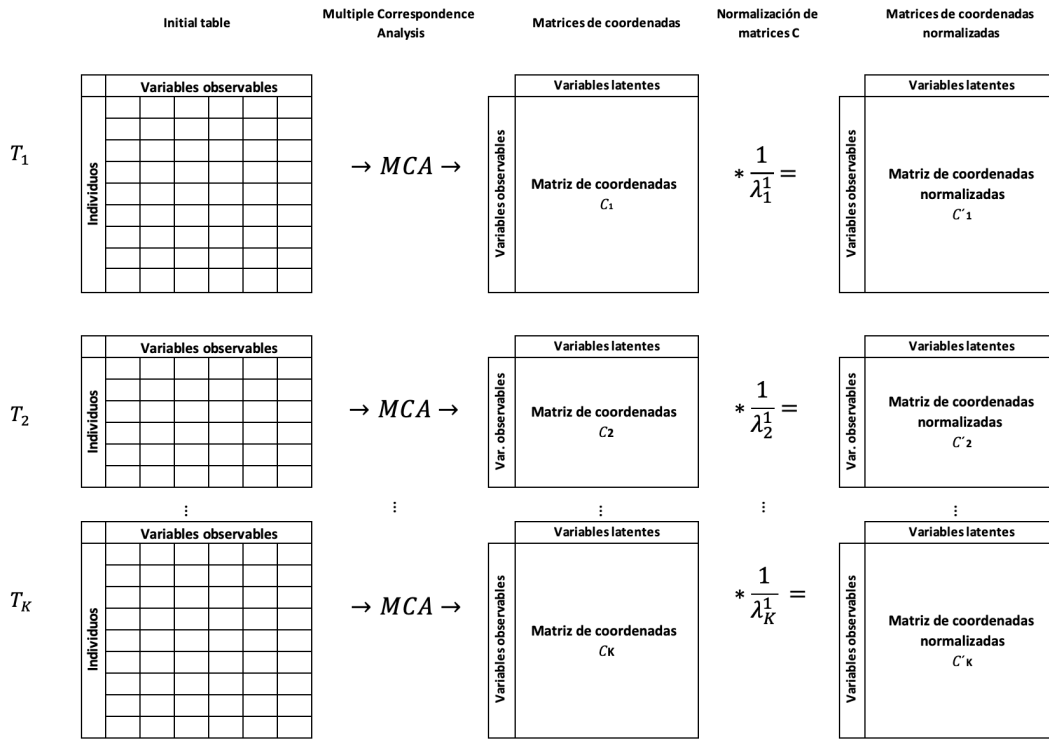 Initial table
Multiple Correspondence
Analysis
Matrices de coordenadas
Normalización de
matrices C
Matrices de coordenadas
normalizadas
T₁
Variables observables
Individuos
→ MCA →
Variables latentes
Variables observables
Matriz de coordenadas
C₁
* 1/λ₁¹ =
Variables latentes
Variables observables
Matriz de coordenadas
normalizadas
C´₁
T₂
Variables observables
Individuos
→ MCA →
Variables latentes
Var. observables
Matriz de coordenadas
C₂
* 1/λ₂¹ =
Variables latentes
Var. observables
Matriz de coordenadas
normalizadas
C´₂
⋮ ⋮ ⋮ ⋮ ⋮
T_K
Variables observables
Individuos
→ MCA →
Variables latentes
Variables observables
Matriz de coordenadas
C_K
* 1/λ_K¹ =
Variables latentes
Variables observables
Matriz de coordenadas
normalizadas
C´_K